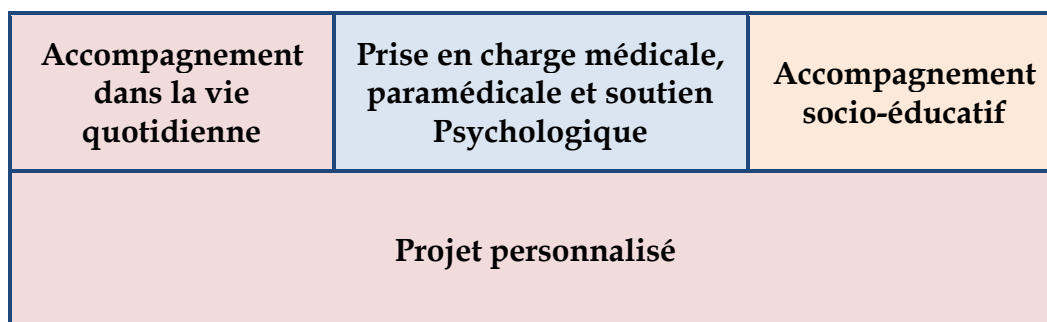 Accompagnement
dans la vie
quotidienne
Prise en charge médicale,
paramédicale et soutien
Psychologique
Accompagnement
socio-éducatif
Projet personnalisé